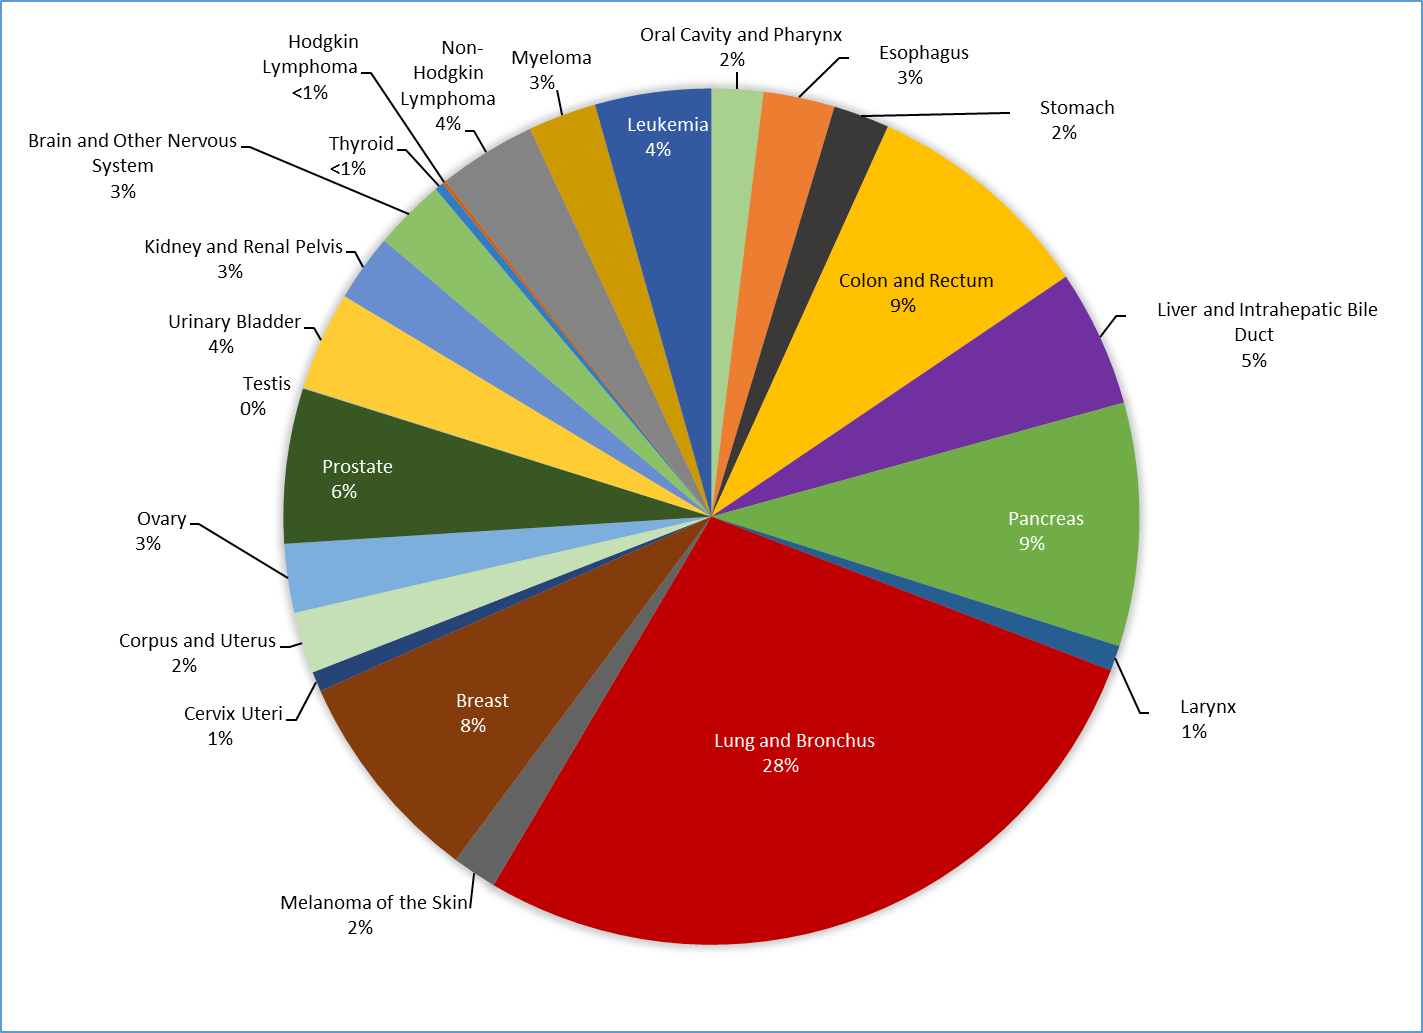 Oral Cavity and Pharynx
2%
Esophagus
3%
Stomach
2%
Colon and Rectum
9%
Liver and Intrahepatic Bile
Duct
5%
Pancreas
9%
Larynx
1%
Lung and Bronchus
28%
Melanoma of the Skin
2%
Breast
8%
Cervix Uteri
1%
Corpus and Uterus
2%
Ovary
3%
Prostate
6%
Testis
0%
Urinary Bladder
4%
Kidney and Renal Pelvis
3%
Brain and Other Nervous
System
3%
Thyroid
<1%
Hodgkin
Lymphoma
<1%
Non-
Hodgkin
Lymphoma
4%
Myeloma
3%
Leukemia
4%